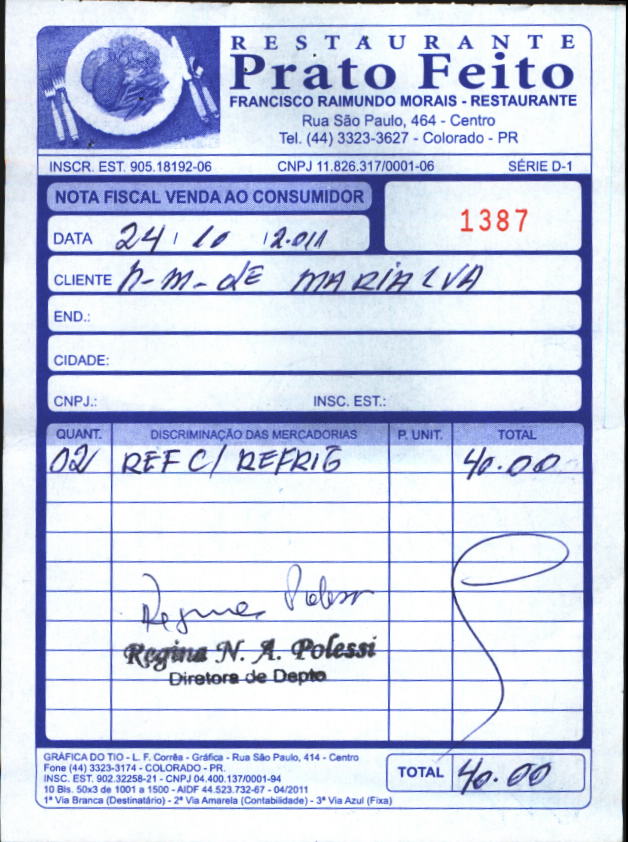 RESTAURANTE
Prato Feito
FRANCISCO RAIMUNDO MORAIS - RESTAURANTE
Rua São Paulo, 464 - Centro
Tel. (44) 3323-3627 - Colorado - PR
INSCR. EST. 905.18192-06 CNPJ 11.826.317/0001-06 SÉRIE D-1
NOTA FISCAL VENDA AO CONSUMIDOR
1387
DATA 24 / 10 / 2.011
CLIENTE P-M-de MARIALVA
END.:
CIDADE:
CNPJ.: INSC. EST.:
QUANT. DISCRIMINAÇÃO DAS MERCADORIAS P. UNIT. TOTAL
02 REF C/ REFRIG 40.00
Regina N. A. Polessi
Diretora de Depto
GRÁFICA DO TIO - L. F. Corrêa - Gráfica - Rua São Paulo, 414 - Centro
Fone (44) 3323-3174 - COLORADO - PR.
INSC. EST. 902.32258-21 - CNPJ 04.400.137/0001-94
10 Bls. 50x3 de 1001 a 1500 - AIDF 44.523.732-67 - 04/2011
1ª Via Branca (Destinatário) - 2ª Via Amarela (Contabilidade) - 3ª Via Azul (Fixa)
TOTAL 40.00